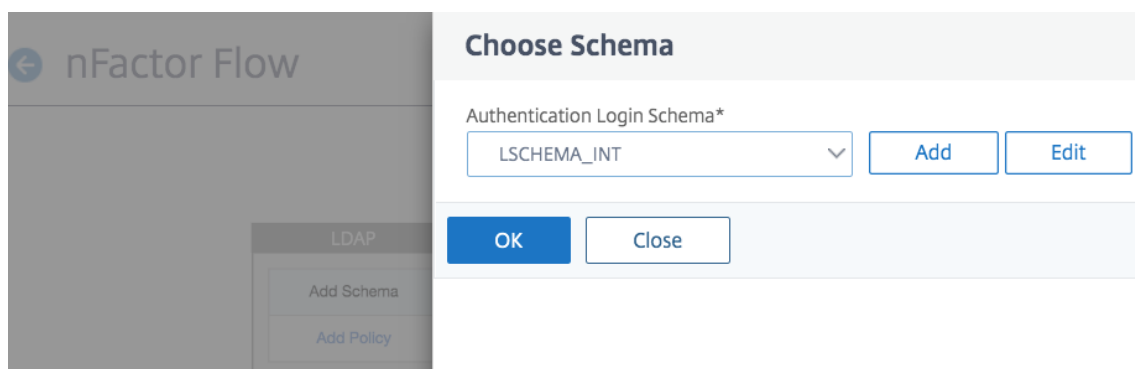 nFactor Flow
LDAP
Add Schema
Add Policy
Choose Schema
Authentication Login Schema*
LSCHEMA_INT
Add
Edit
OK
Close